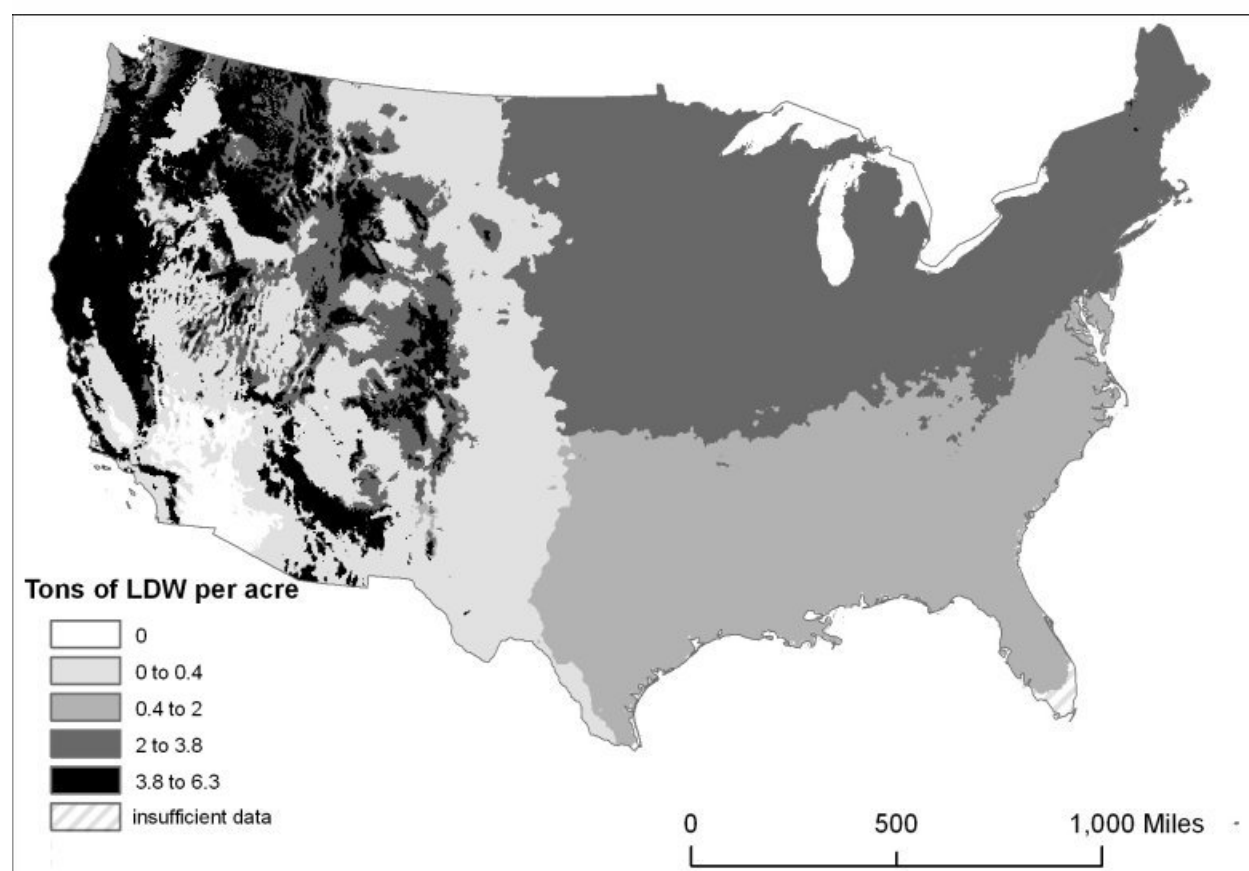 Tons of LDW per acre
0
0 to 0.4
0.4 to 2
2 to 3.8
3.8 to 6.3
insufficient data
0 500 1,000 Miles